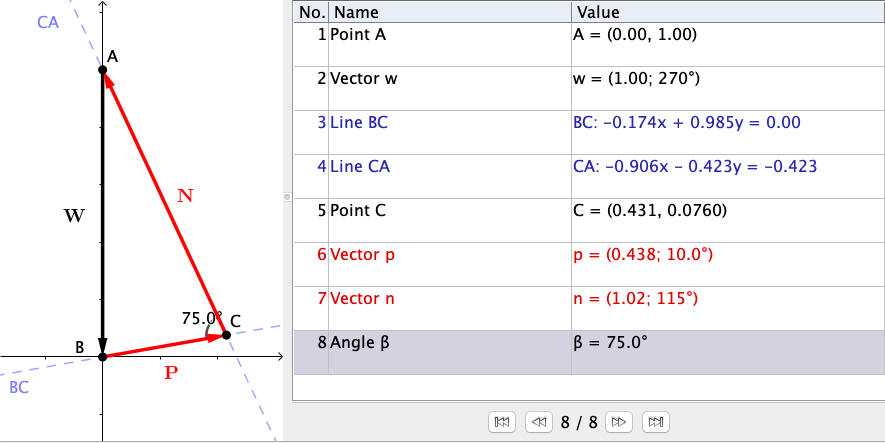 CA
A
W
N
75.0°
C
B
P
BC
No. Name Value
1 Point A A = (0.00, 1.00)
2 Vector w w = (1.00; 270°)
3 Line BC BC: −0.174x + 0.985y = 0.00
4 Line CA CA: −0.906x − 0.423y = −0.423
5 Point C C = (0.431, 0.0760)
6 Vector p p = (0.438; 10.0°)
7 Vector n n = (1.02; 115°)
8 Angle β β = 75.0°
8 / 8